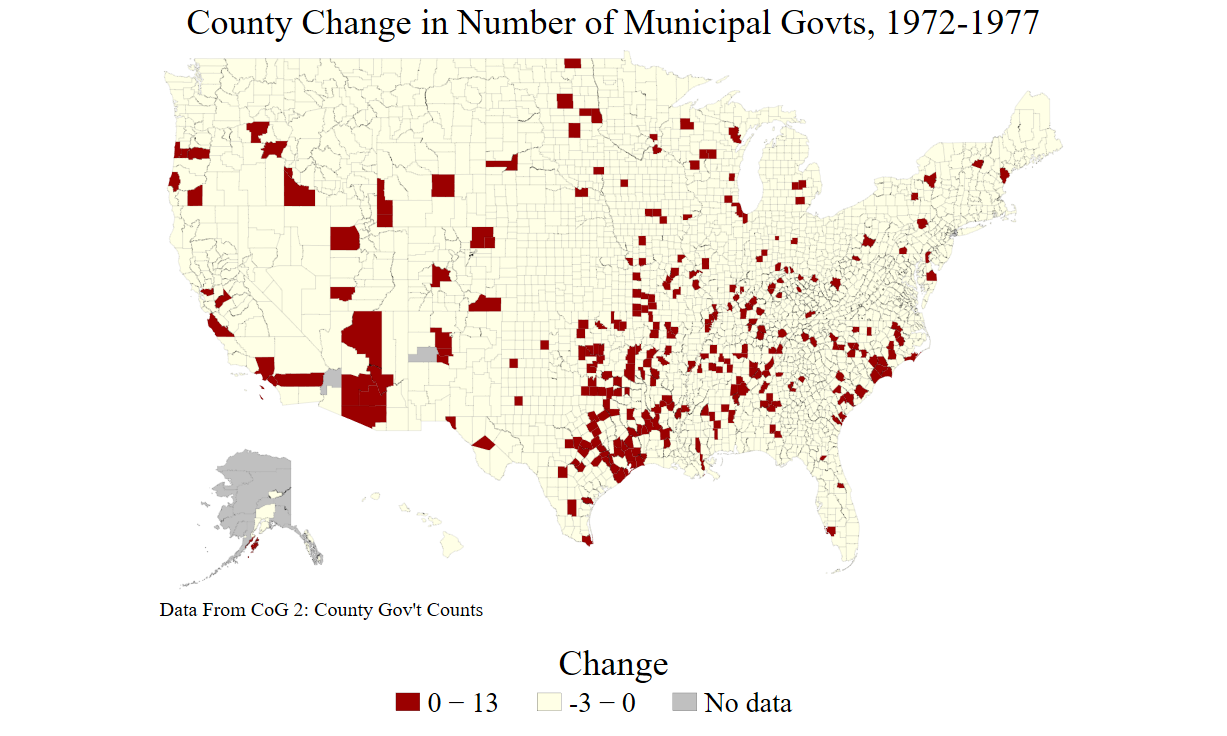 County Change in Number of Municipal Govts, 1972-1977
Data From CoG 2: County Gov't Counts
Change
0 − 13 -3 − 0 No data